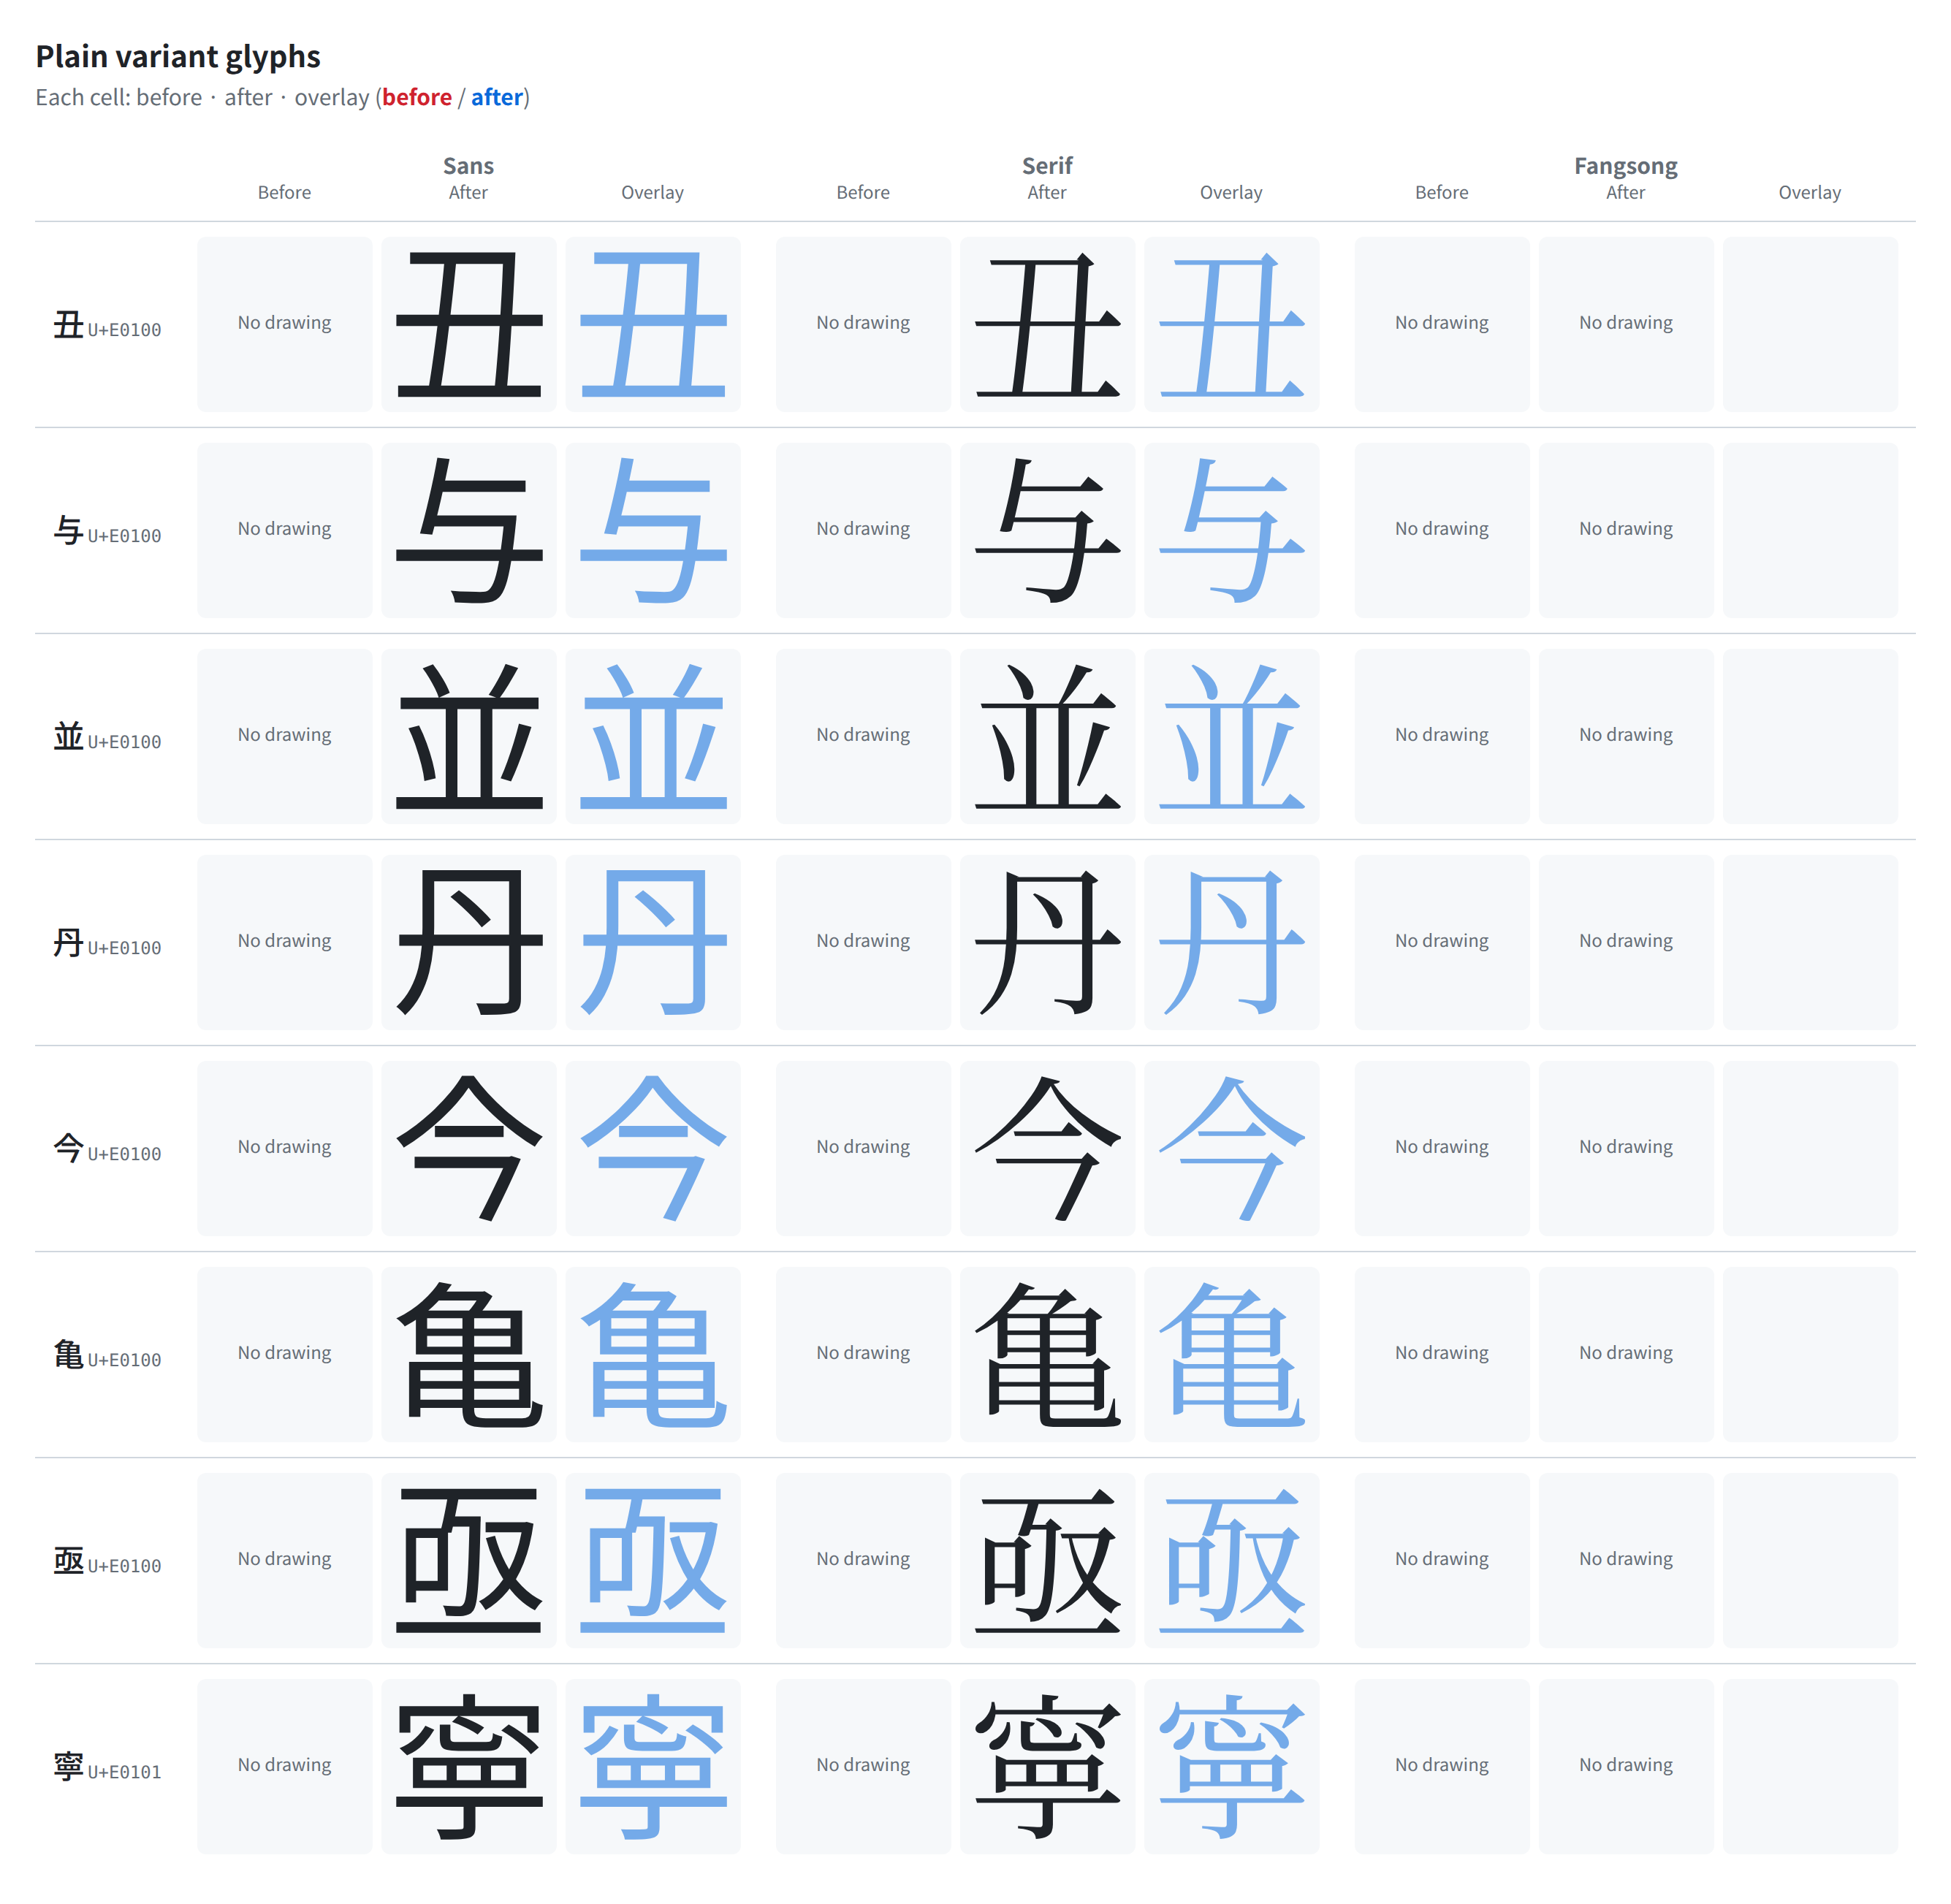 Plain variant glyphs
Each cell: before · after · overlay (before / after)
Sans Serif Fangsong
Before After Overlay Before After Overlay Before After Overlay
丑 U+E0100 No drawing 丑 丑 No drawing 丑 丑 No drawing No drawing
与 U+E0100 No drawing 与 与 No drawing 与 与 No drawing No drawing
並 U+E0100 No drawing 並 並 No drawing 並 並 No drawing No drawing
丹 U+E0100 No drawing 丹 丹 No drawing 丹 丹 No drawing No drawing
今 U+E0100 No drawing 今 今 No drawing 今 今 No drawing No drawing
亀 U+E0100 No drawing 亀 亀 No drawing 亀 亀 No drawing No drawing
亟 U+E0100 No drawing 亟 亟 No drawing 亟 亟 No drawing No drawing
寧 U+E0101 No drawing 寧 寧 No drawing 寧 寧 No drawing No drawing